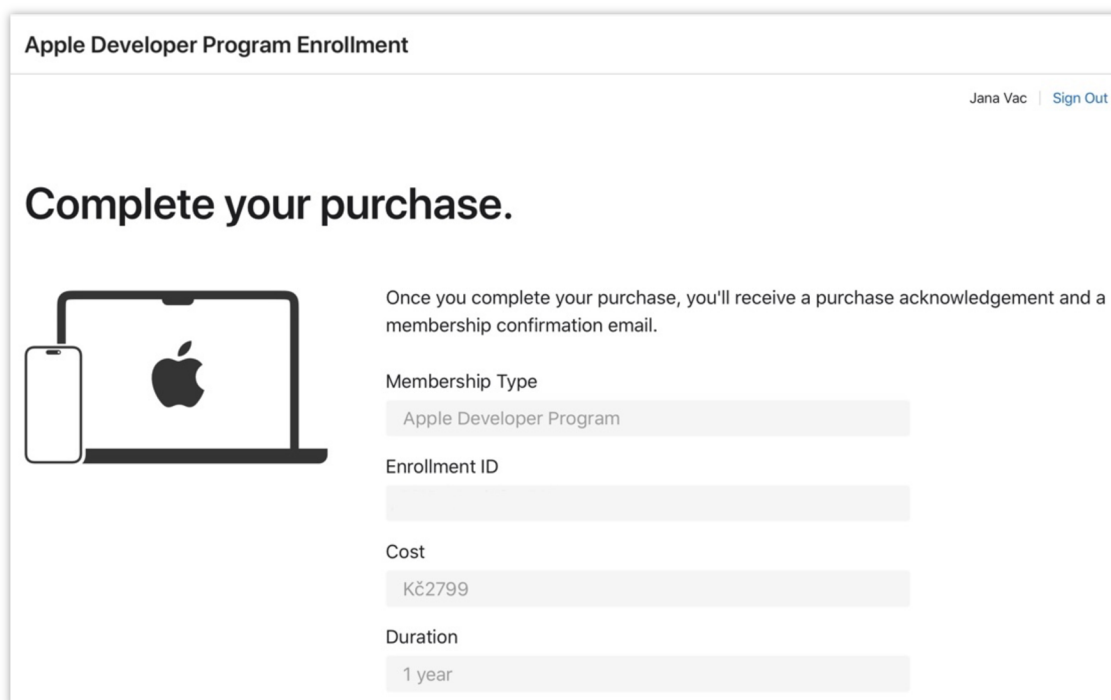 Apple Developer Program Enrollment
Jana Vac
Sign Out
Complete your purchase.
Once you complete your purchase, you'll receive a purchase acknowledgement and a
membership confirmation email.
Membership Type
Apple Developer Program
Enrollment ID
Cost
Kč2799
Duration
1 year